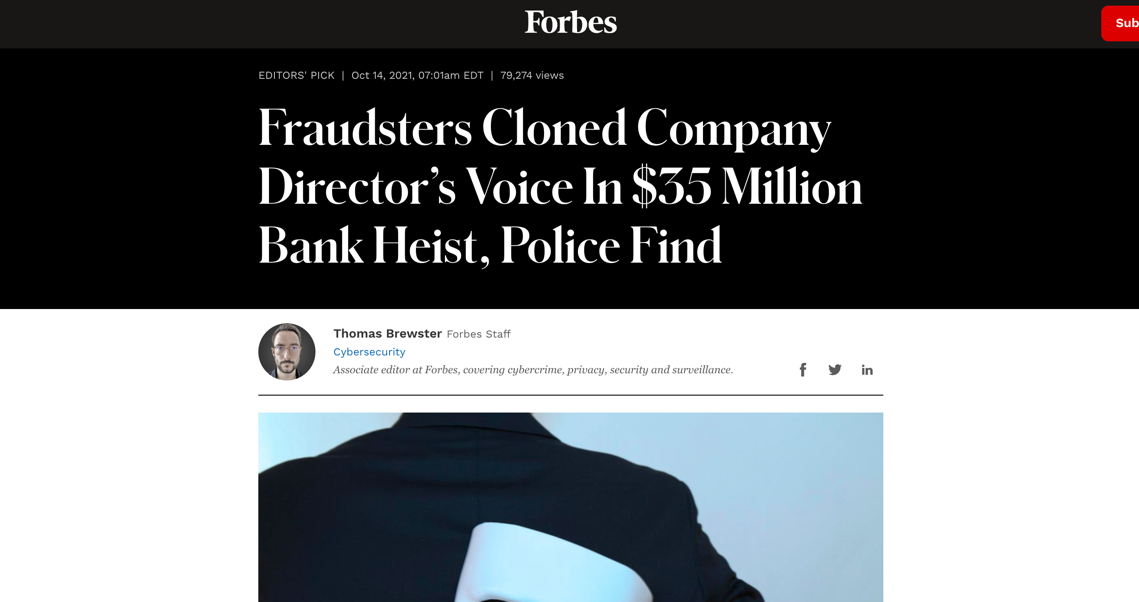 Forbes
Sub
EDITORS' PICK | Oct 14, 2021, 07:01am EDT | 79,274 views
Fraudsters Cloned Company
Director’s Voice In $35 Million
Bank Heist, Police Find
Thomas Brewster Forbes Staff
Cybersecurity
Associate editor at Forbes, covering cybercrime, privacy, security and surveillance.